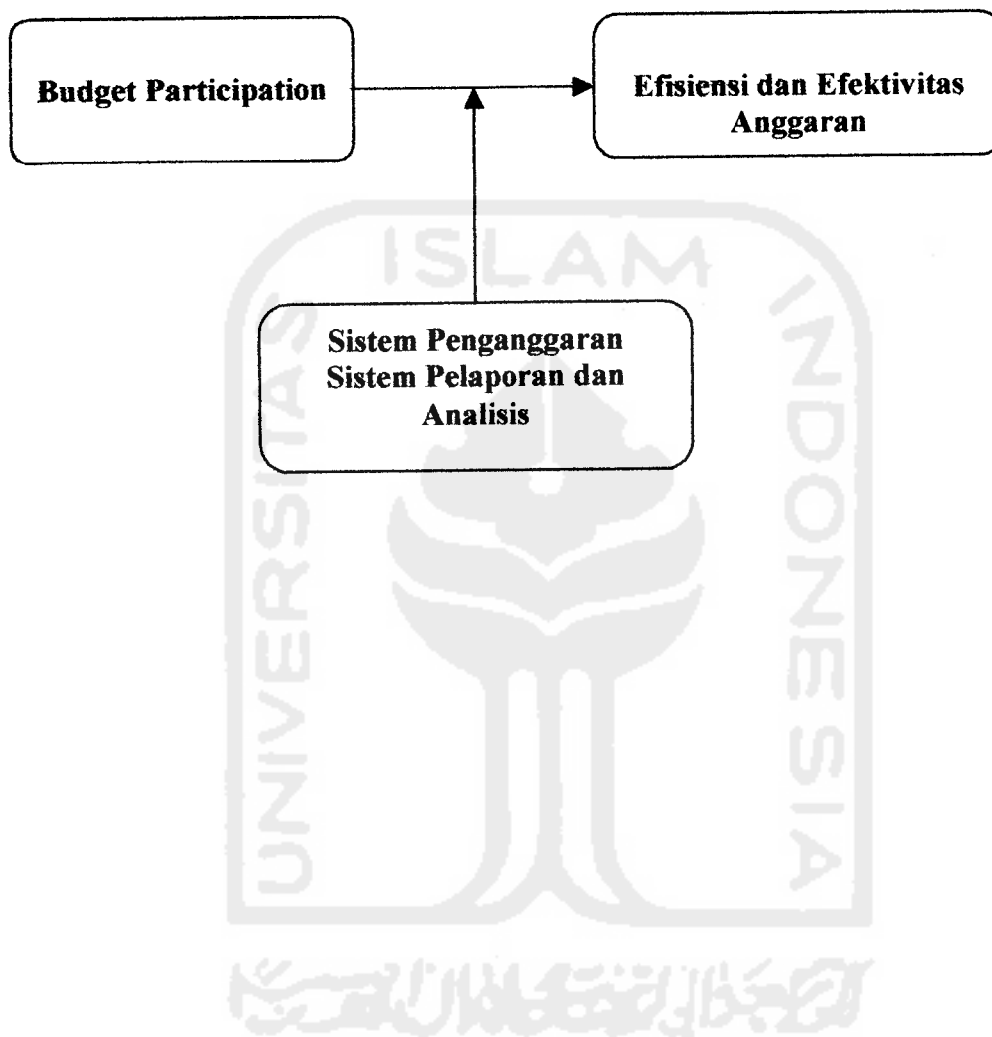 Budget Participation
Efisiensi dan Efektivitas
Anggaran
Sistem Penganggaran
Sistem Pelaporan dan
Analisis
UNIVERSITAS
ISLAM
INDONESIA